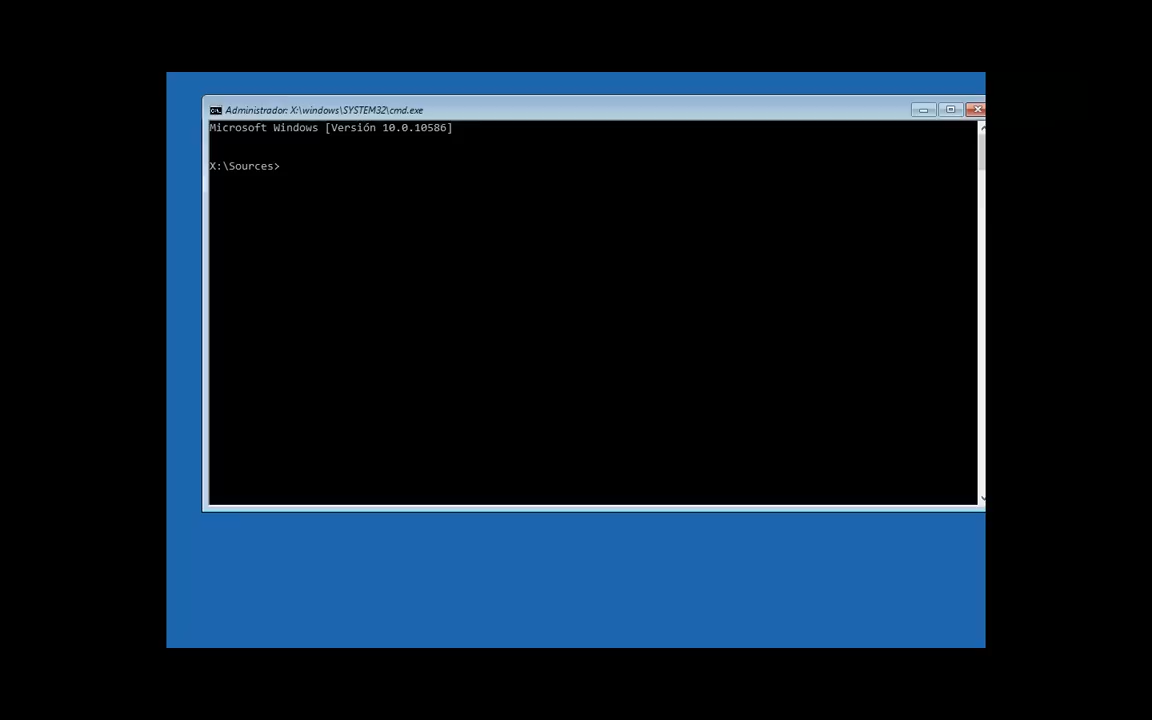 Administrador: X:\windows\SYSTEM32\cmd.exe
Microsoft Windows [Versión 10.0.10586]
X:\Sources>